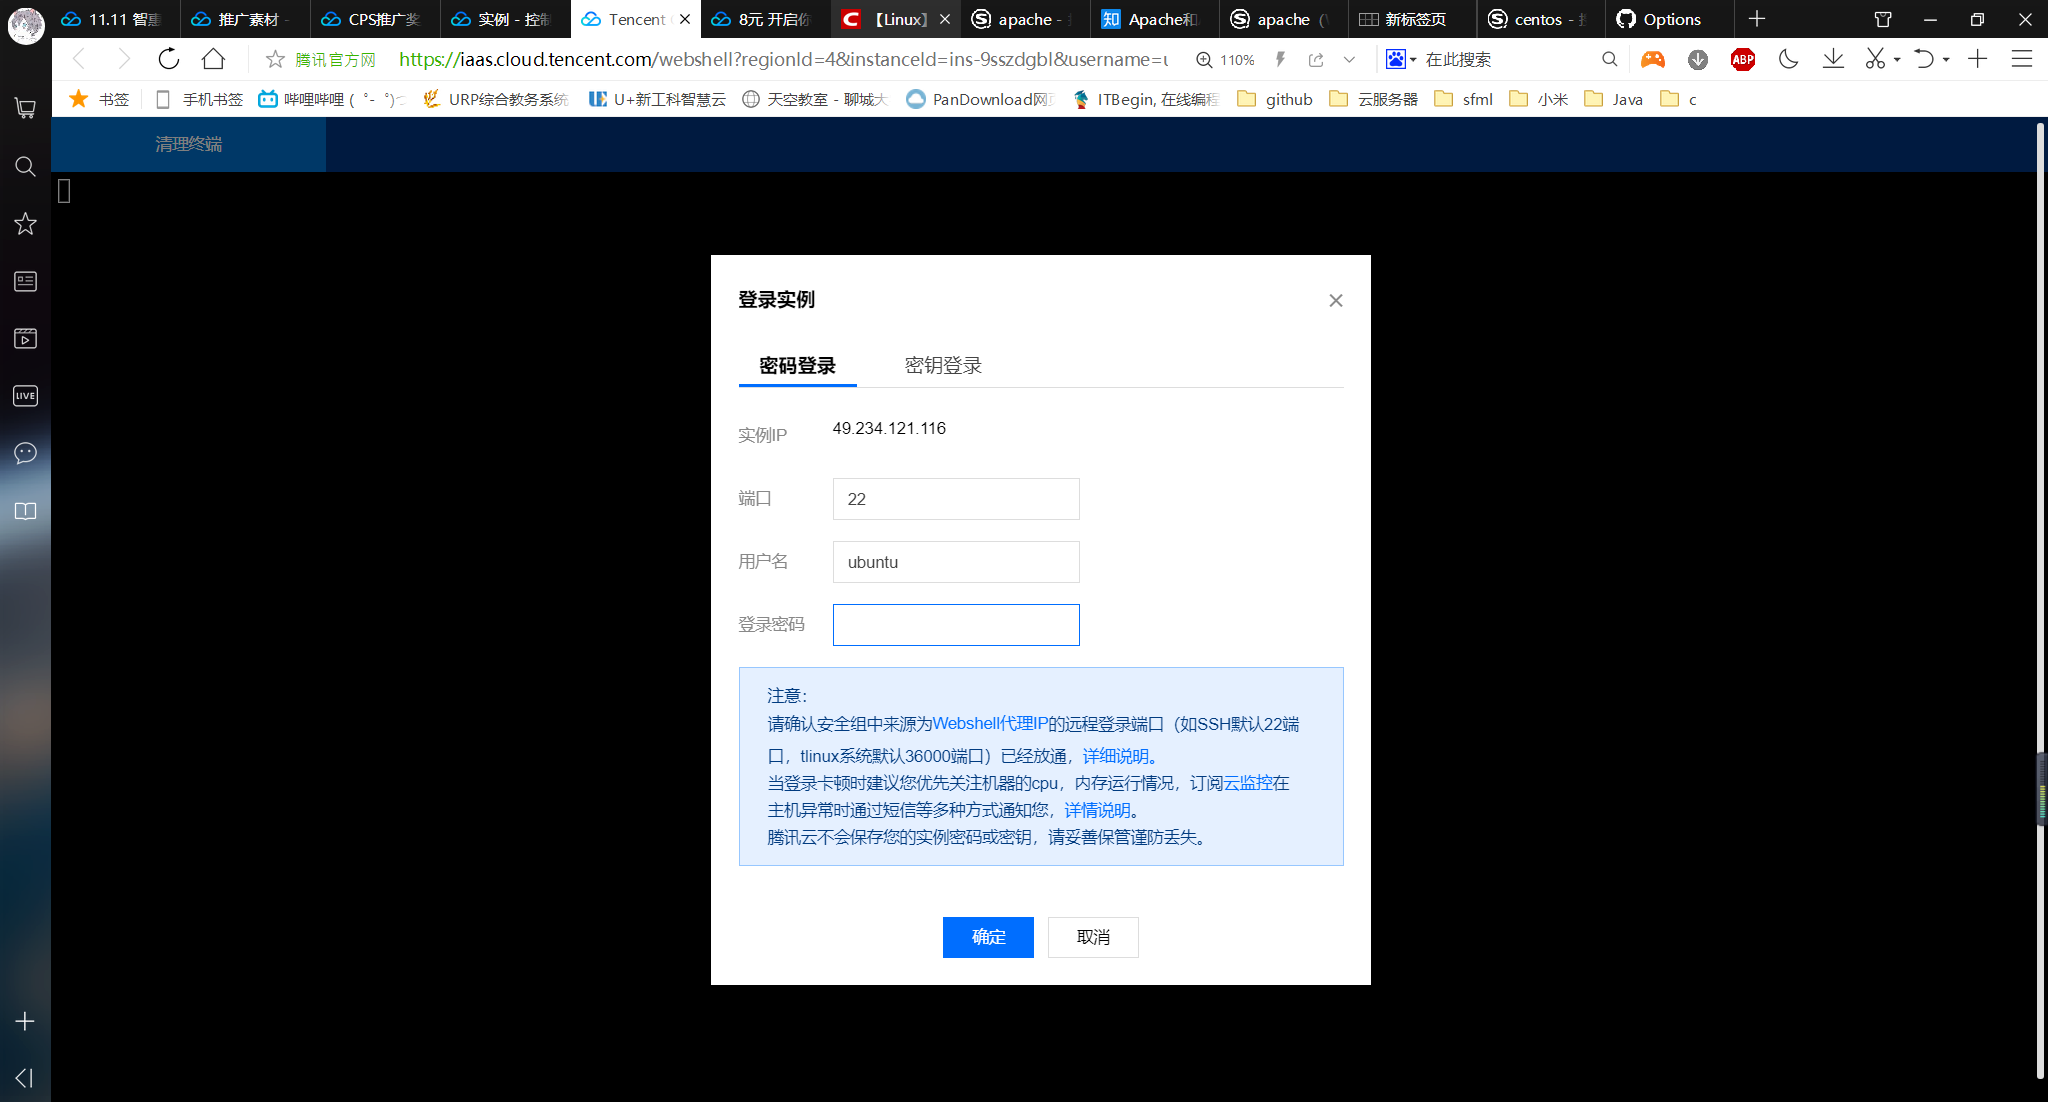 11.11 智惠
推广素材 -
CPS推广奖
实例 - 控制
Tencent
8元 开启你
【Linux】
apache -
Apache和
apache （
新标签页
centos -
Options
腾讯官方网
https://iaas.cloud.tencent.com/webshell?regionId=4&instanceId=ins-9sszdgbl&username=u
110%
在此搜索
ABP
书签
手机书签
哔哩哔哩 ( ゜- ゜)つ
URP综合教务系统
U+新工科智慧云
天空教室 - 聊城大
PanDownload网页
ITBegin, 在线编程
github
云服务器
sfml
小米
Java
c
LIVE
清理终端
登录实例
密码登录
密钥登录
实例IP
49.234.121.116
端口
22
用户名
ubuntu
登录密码
注意：
请确认安全组中来源为Webshell代理IP的远程登录端口（如SSH默认22端
口，tlinux系统默认36000端口）已经放通，详细说明。
当登录卡顿时建议您优先关注机器的cpu，内存运行情况，订阅云监控在
主机异常时通过短信等多种方式通知您，详情说明。
腾讯云不会保存您的实例密码或密钥，请妥善保管谨防丢失。
确定
取消